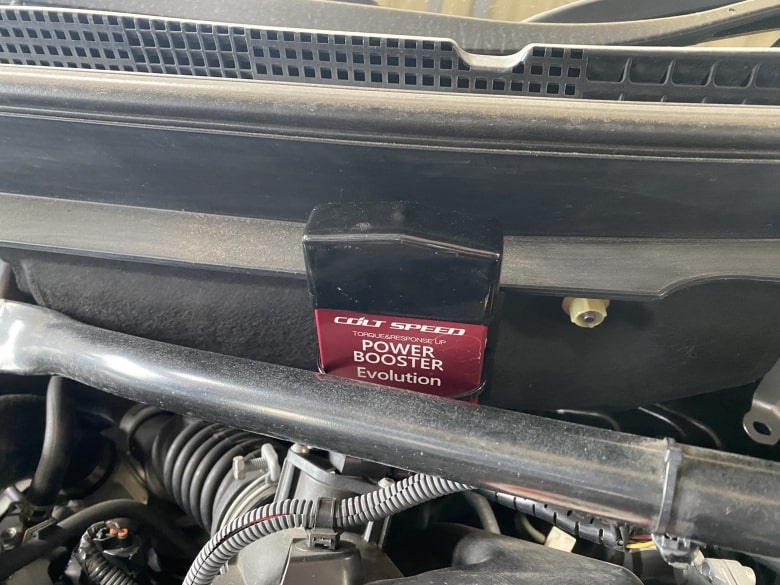 COLT SPEED
TORQUE&RESPONSE UP
POWER
BOOSTER
Evolution